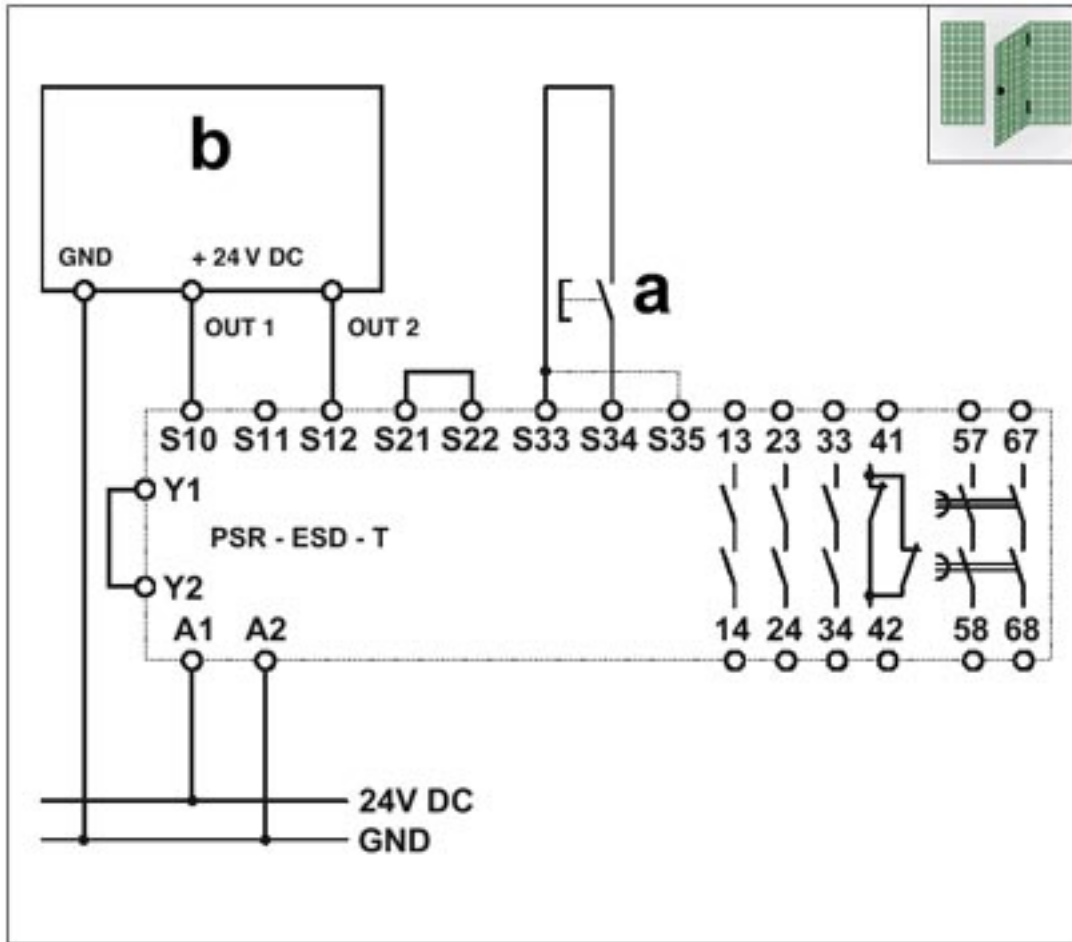 b
GND + 24 V DC
OUT 1 OUT 2
a
S10 S11 S12 S21 S22 S33 S34 S35 13 23 33 41 57 67
Y1
PSR - ESD - T
Y2
A1 A2 14 24 34 42 58 68
24V DC
GND